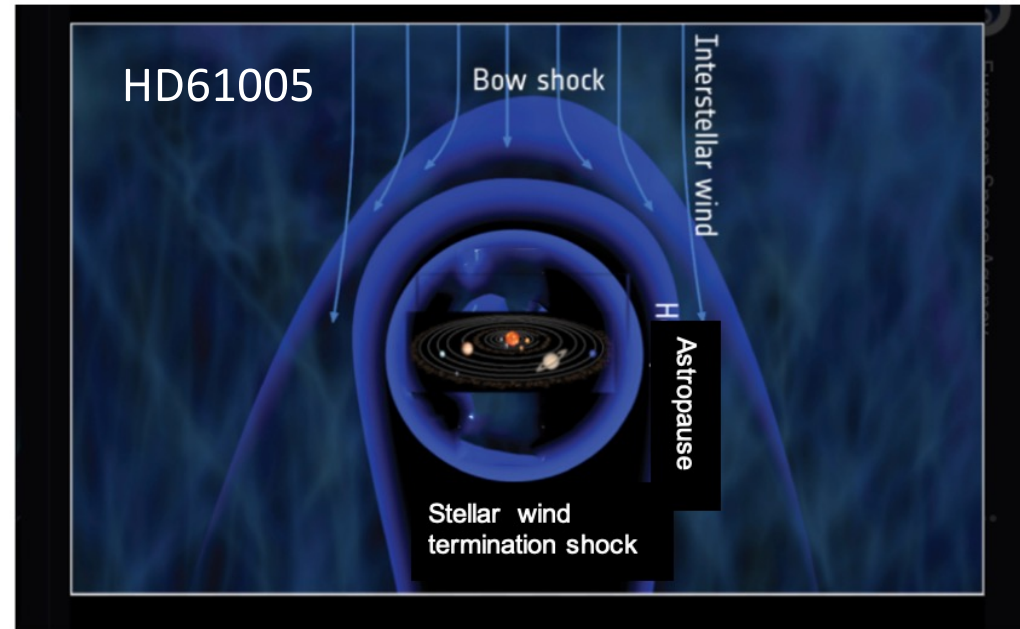 HD61005
Bow shock
Interstellar wind
H
Astropause
Stellar wind
termination shock